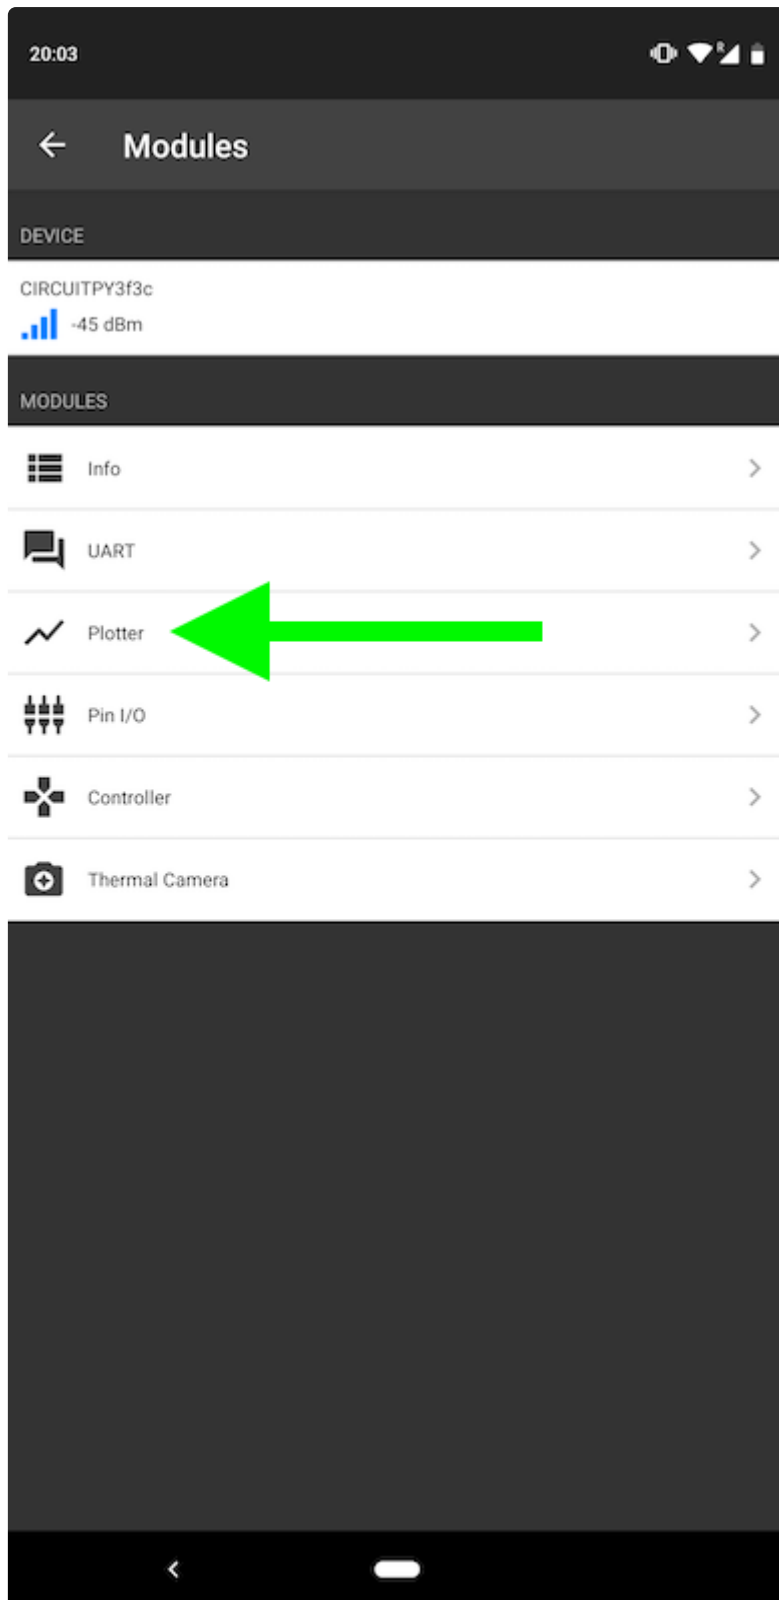 20:03
R
Modules
DEVICE
CIRCUITPY3f3c
-45 dBm
MODULES
Info
UART
Plotter
Pin I/O
Controller
Thermal Camera